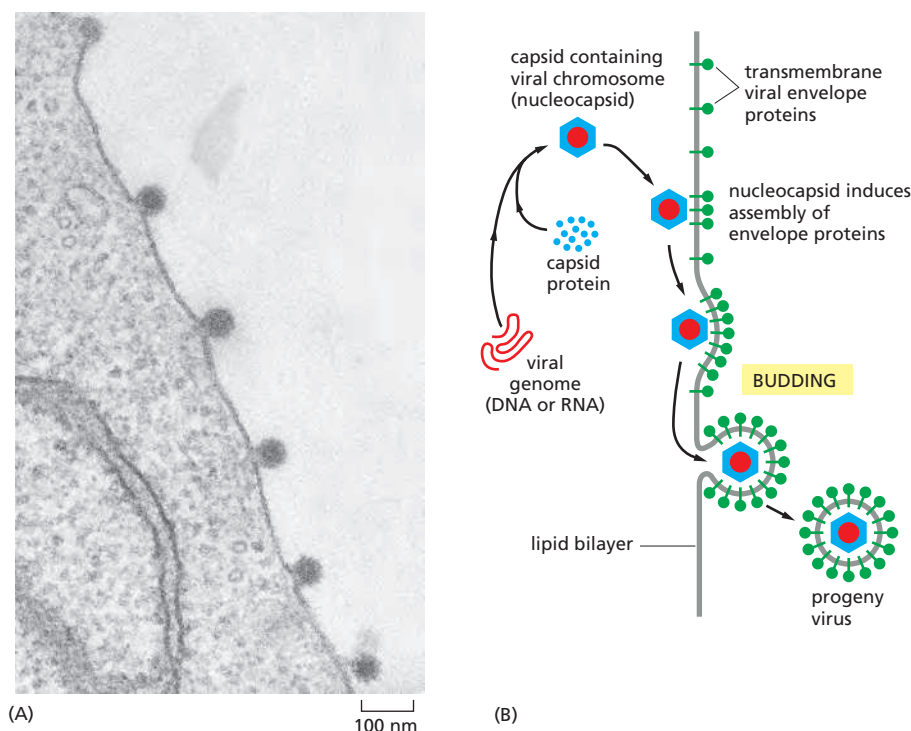 (A)
100 nm
capsid containing
viral chromosome
(nucleocapsid)
transmembrane
viral envelope
proteins
nucleocapsid induces
assembly of
envelope proteins
capsid
protein
viral
genome
(DNA or RNA)
BUDDING
lipid bilayer
progeny
virus
(B)